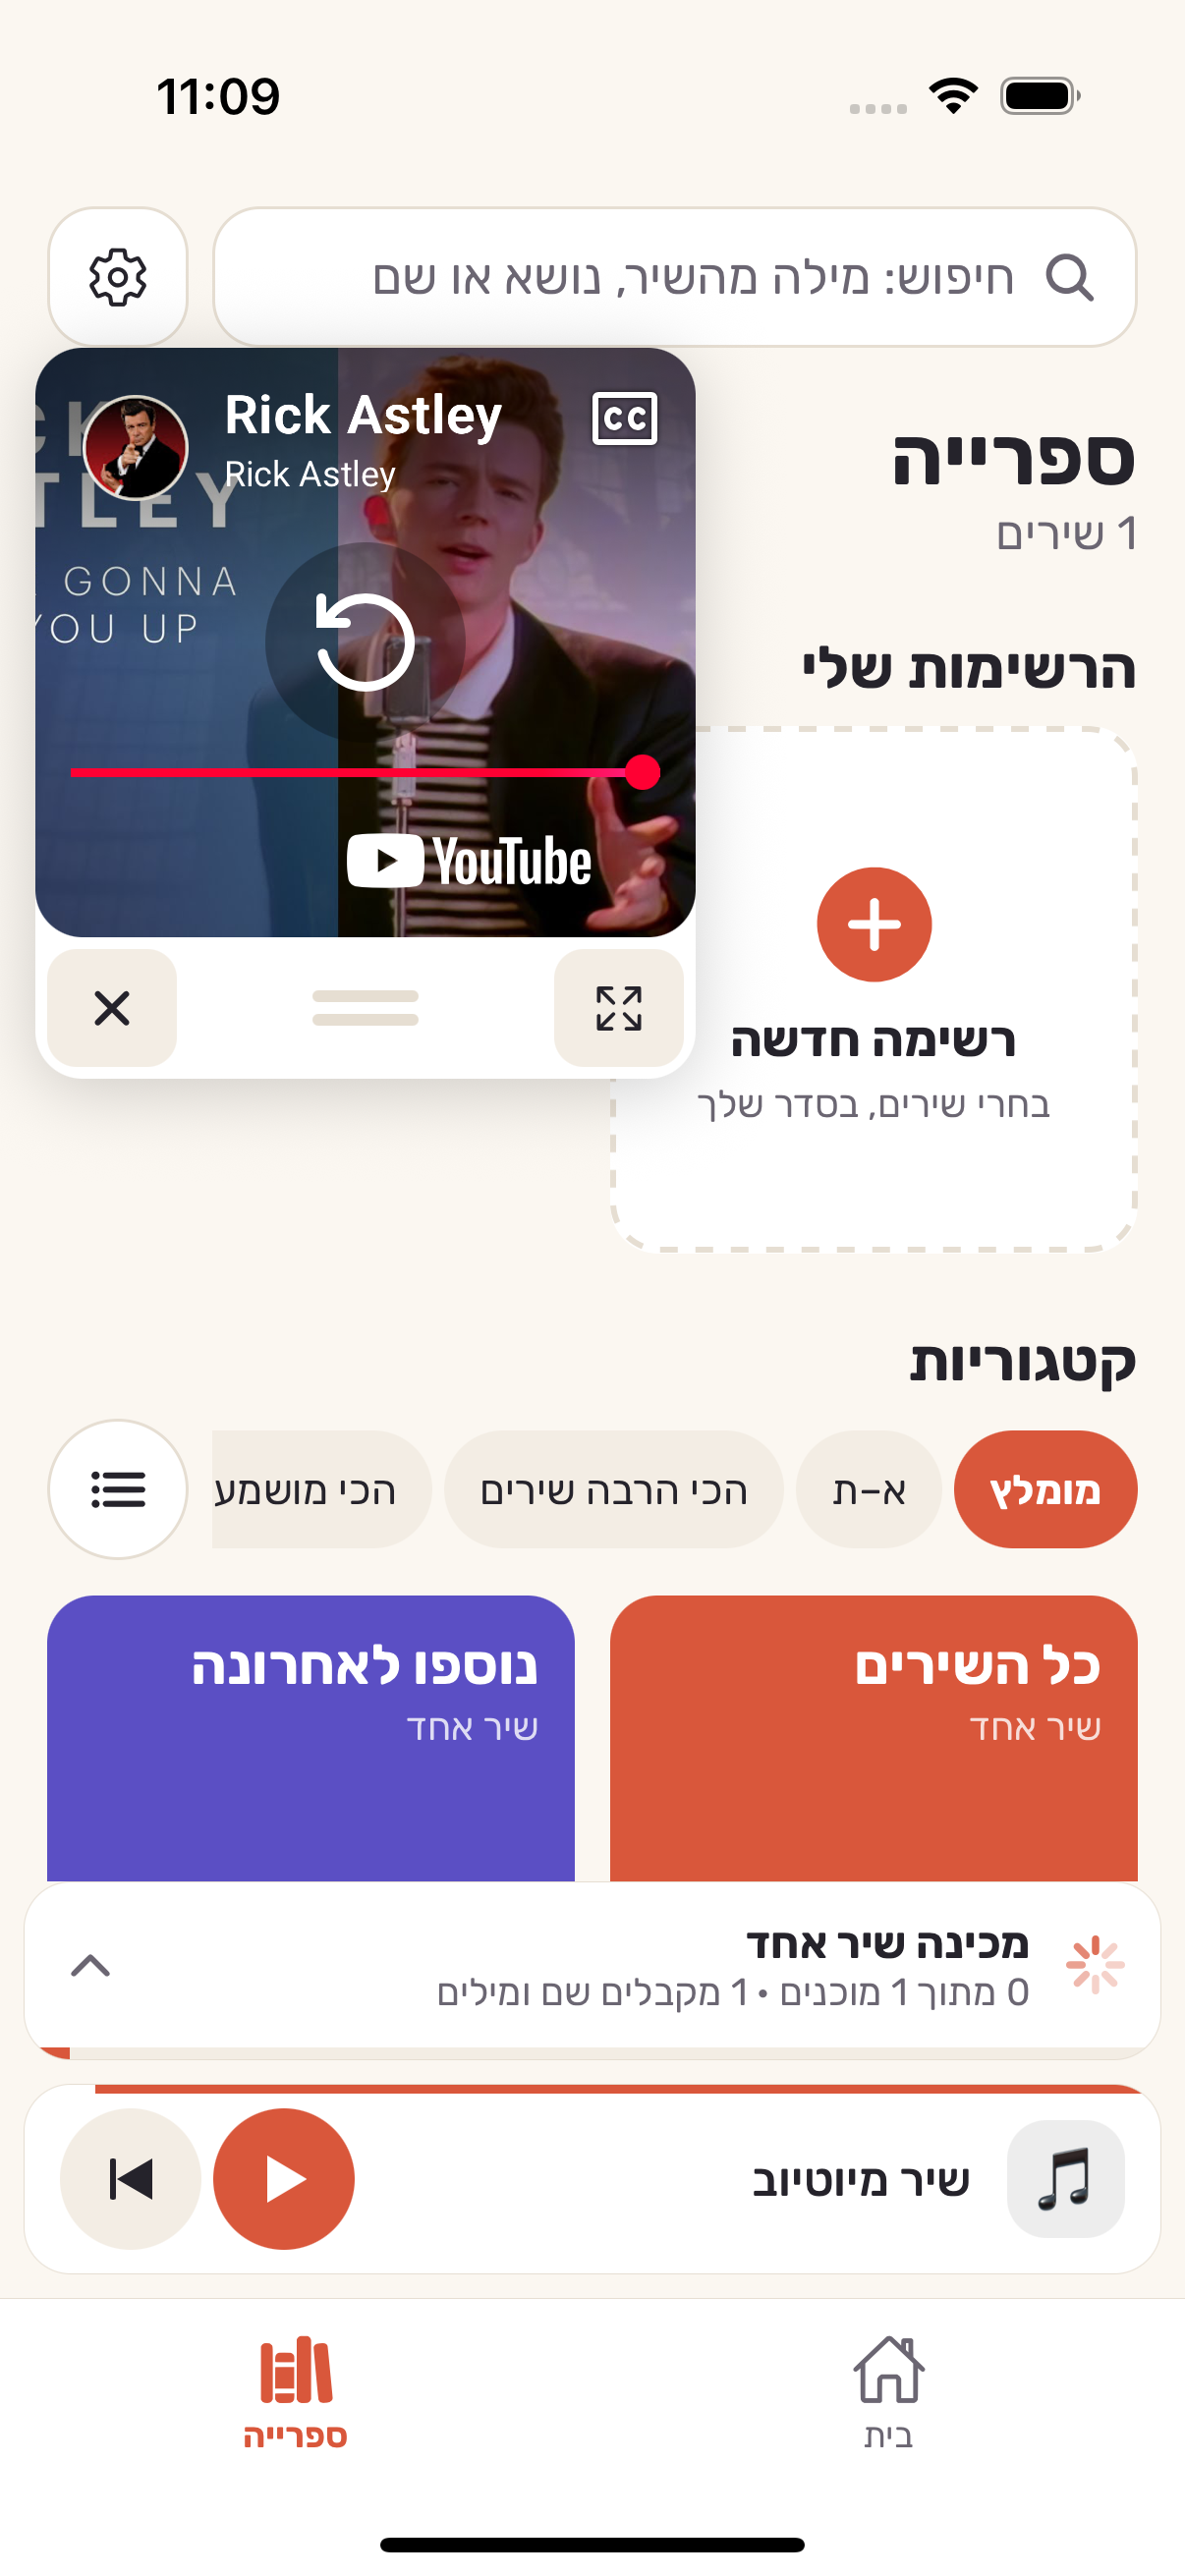 11:09
חיפוש: מילה מהשיר, נושא או שם
Rick Astley
Rick Astley
CC
GONNA
YOU UP
YouTube
ספרייה
1 שירים
הרשימות שלי
רשימה חדשה
בחרי שירים, בסדר שלך
קטגוריות
מומלץ
א–ת
הכי הרבה שירים
הכי מושמע
כל השירים
שיר אחד
נוספו לאחרונה
שיר אחד
מכינה שיר אחד
0 מתוך 1 מוכנים • 1 מקבלים שם ומילים
שיר מיוטיוב
בית
ספרייה